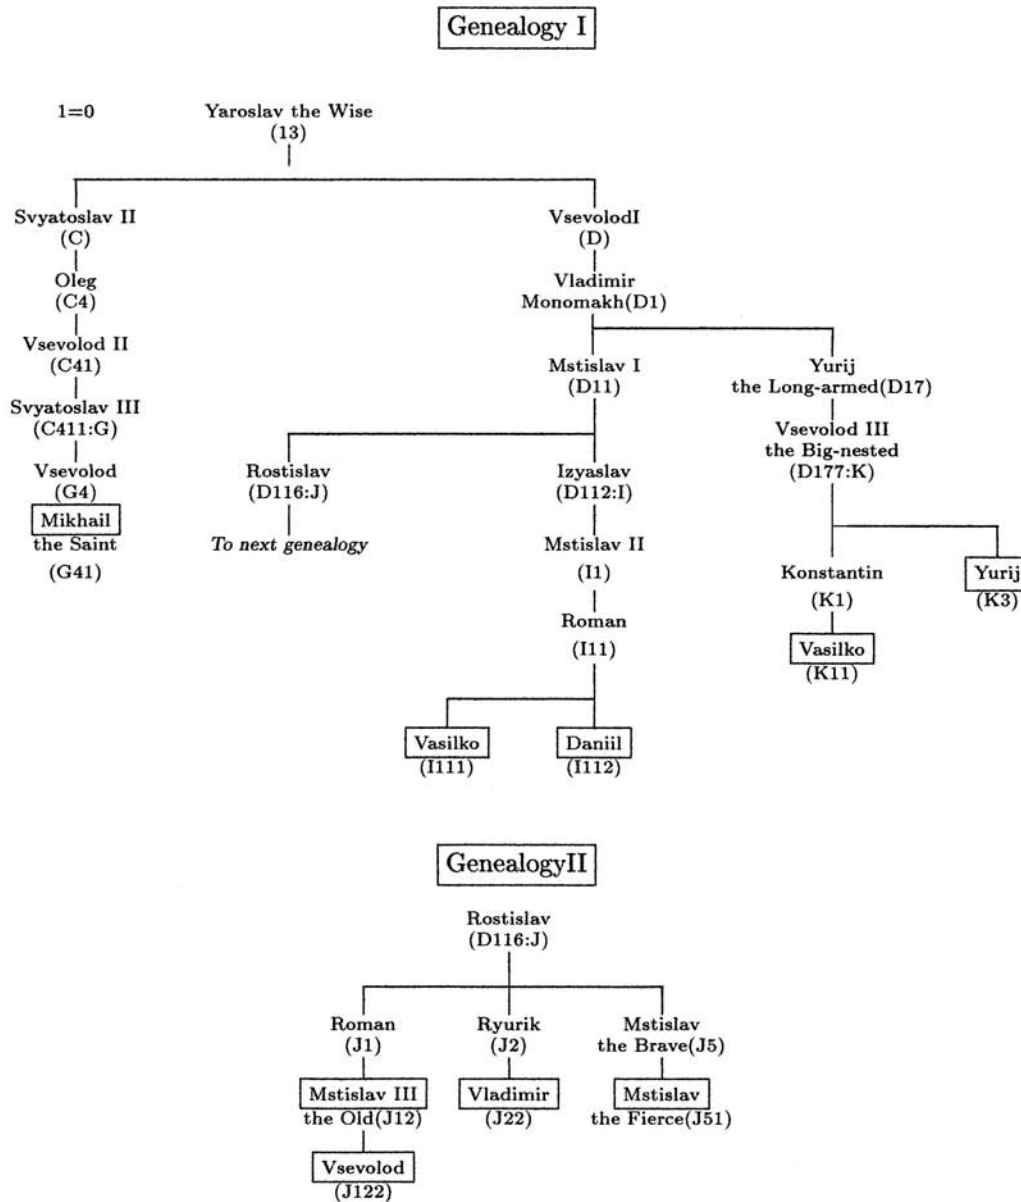 Genealogy I
1=0 Yaroslav the Wise
(13)
Svyatoslav II VsevolodI
(C) (D)
Oleg Vladimir
(C4) Monomakh(D1)
Vsevolod II Mstislav I Yurij
(C41) (D11) the Long-armed(D17)
Svyatoslav III Vsevolod III
(C411:G) the Big-nested
Vsevolod Rostislav Izyaslav (D177:K)
(G4) (D116:J) (D112:I)
Mikhail
the Saint To next genealogy Mstislav II
(G41) (I1) Konstantin Yurij
(K1) (K3)
Roman
(I11) Vasilko
(K11)
Vasilko Daniil
(I111) (I112)
GenealogyII
Rostislav
(D116:J)
Roman Ryurik Mstislav
(J1) (J2) the Brave(J5)
Mstislav III Vladimir Mstislav
the Old(J12) (J22) the Fierce(J51)
Vsevolod
(J122)